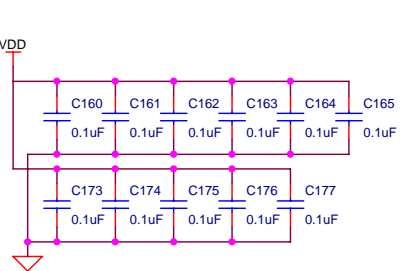 VDD
C160 C161 C162 C163 C164 C165
0.1uF 0.1uF 0.1uF 0.1uF 0.1uF 0.1uF
C173 C174 C175 C176 C177
0.1uF 0.1uF 0.1uF 0.1uF 0.1uF